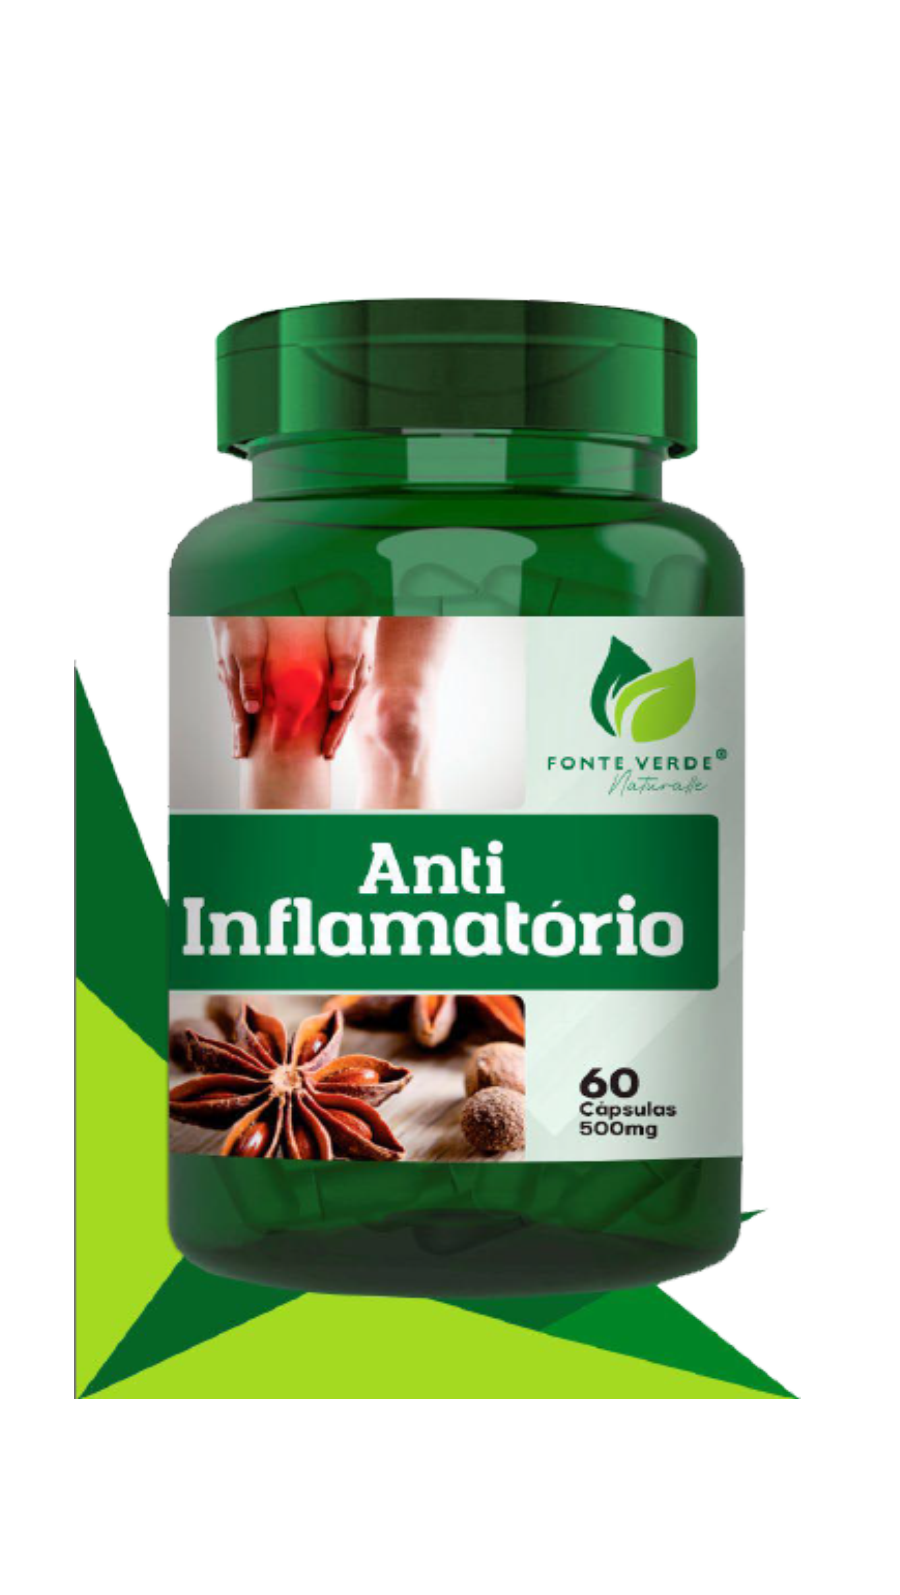 FONTE VERDE®
Naturalle
Anti
Inflamatório
60
Cápsulas
500mg